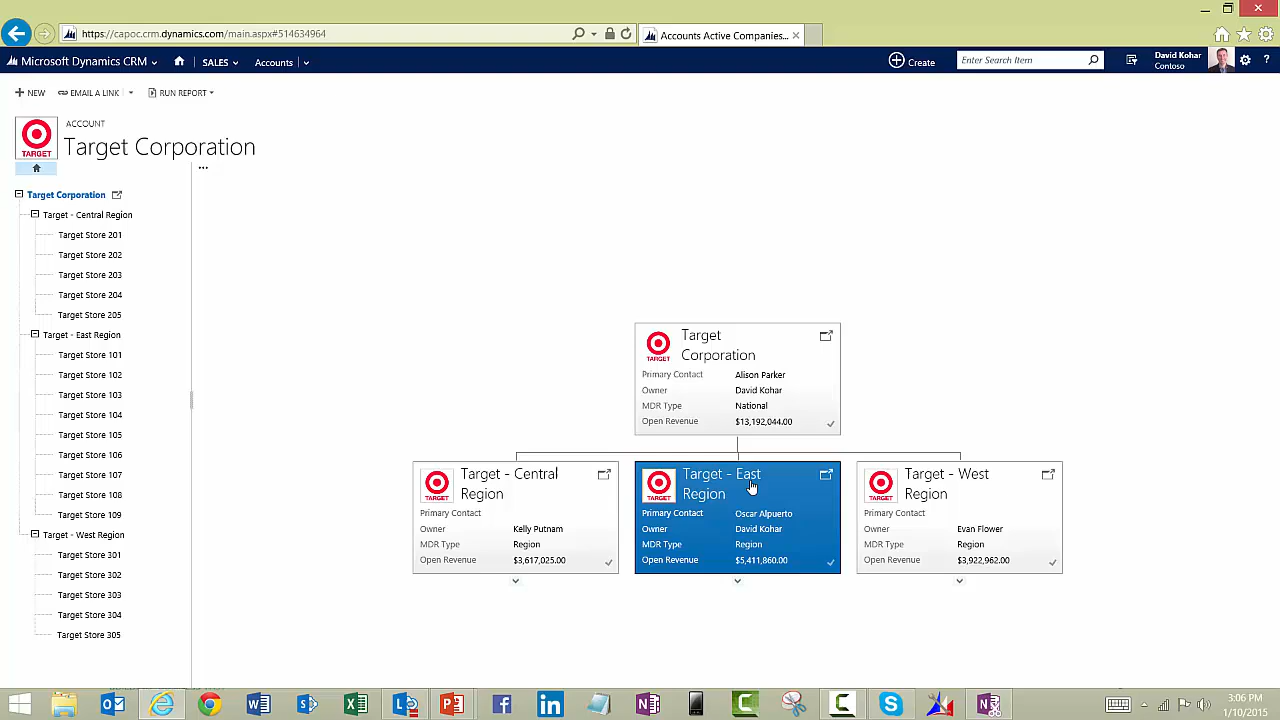 https://capoc.crm.dynamics.com/main.aspx#514634964
Accounts Active Companies...
Microsoft Dynamics CRM
SALES
Accounts
Create
Enter Search Item
David Kohar
Contoso
?
NEW
EMAIL A LINK
RUN REPORT
TARGET
ACCOUNT
Target Corporation
...
Target Corporation
Target - Central Region
Target Store 201
Target Store 202
Target Store 203
Target Store 204
Target Store 205
Target - East Region
Target Store 101
Target Store 102
Target Store 103
Target Store 104
Target Store 105
Target Store 106
Target Store 107
Target Store 108
Target Store 109
Target - West Region
Target Store 301
Target Store 302
Target Store 303
Target Store 304
Target Store 305
TARGET
Target
Corporation
Primary Contact Alison Parker
Owner David Kohar
MDR Type National
Open Revenue $13,192,044.00
TARGET
Target - Central
Region
Primary Contact
Owner Kelly Putnam
MDR Type Region
Open Revenue $3,617,025.00
TARGET
Target - East
Region
Primary Contact Oscar Alpuerto
Owner David Kohar
MDR Type Region
Open Revenue $5,411,860.00
TARGET
Target - West
Region
Primary Contact
Owner Evan Flower
MDR Type Region
Open Revenue $3,922,962.00
3:06 PM
1/10/2015